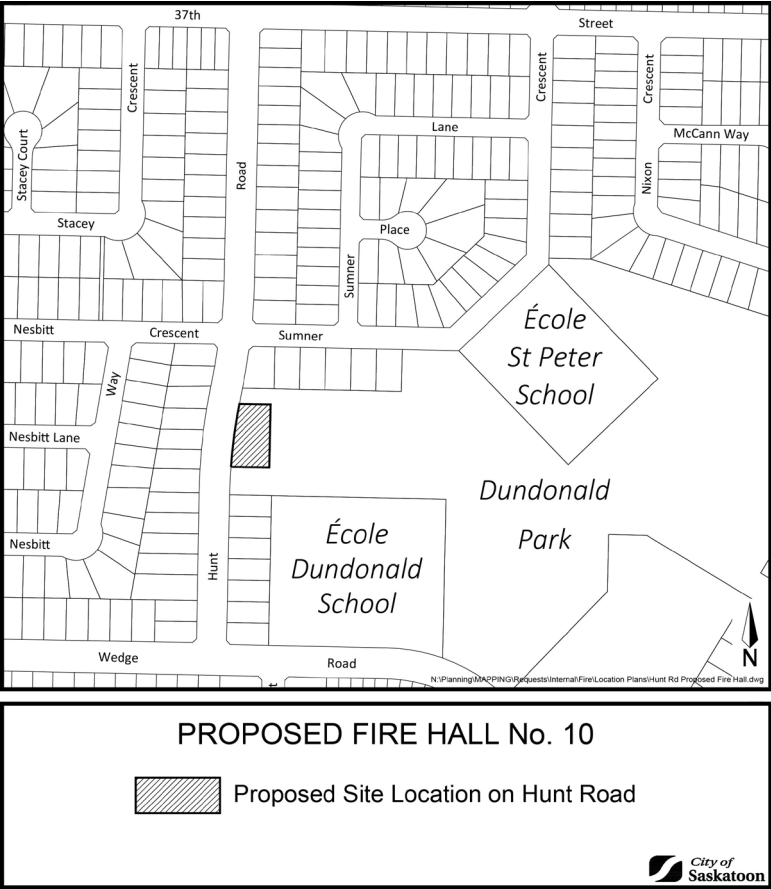 37th
Street
Crescent
Crescent
Crescent
Lane
McCann Way
Stacey Court
Road
Nixon
Stacey
Place
Sumner
Nesbitt
Crescent
Sumner
École
St Peter
School
Way
Nesbitt Lane
Dundonald
Park
École
Dundonald
School
Nesbitt
Hunt
N
Wedge
Road
N:\Planning\MAPPING\Requests\Internal\Fire\Location Plans\Hunt Rd Proposed Fire Hall.dwg
PROPOSED FIRE HALL No. 10
Proposed Site Location on Hunt Road
City of
Saskatoon